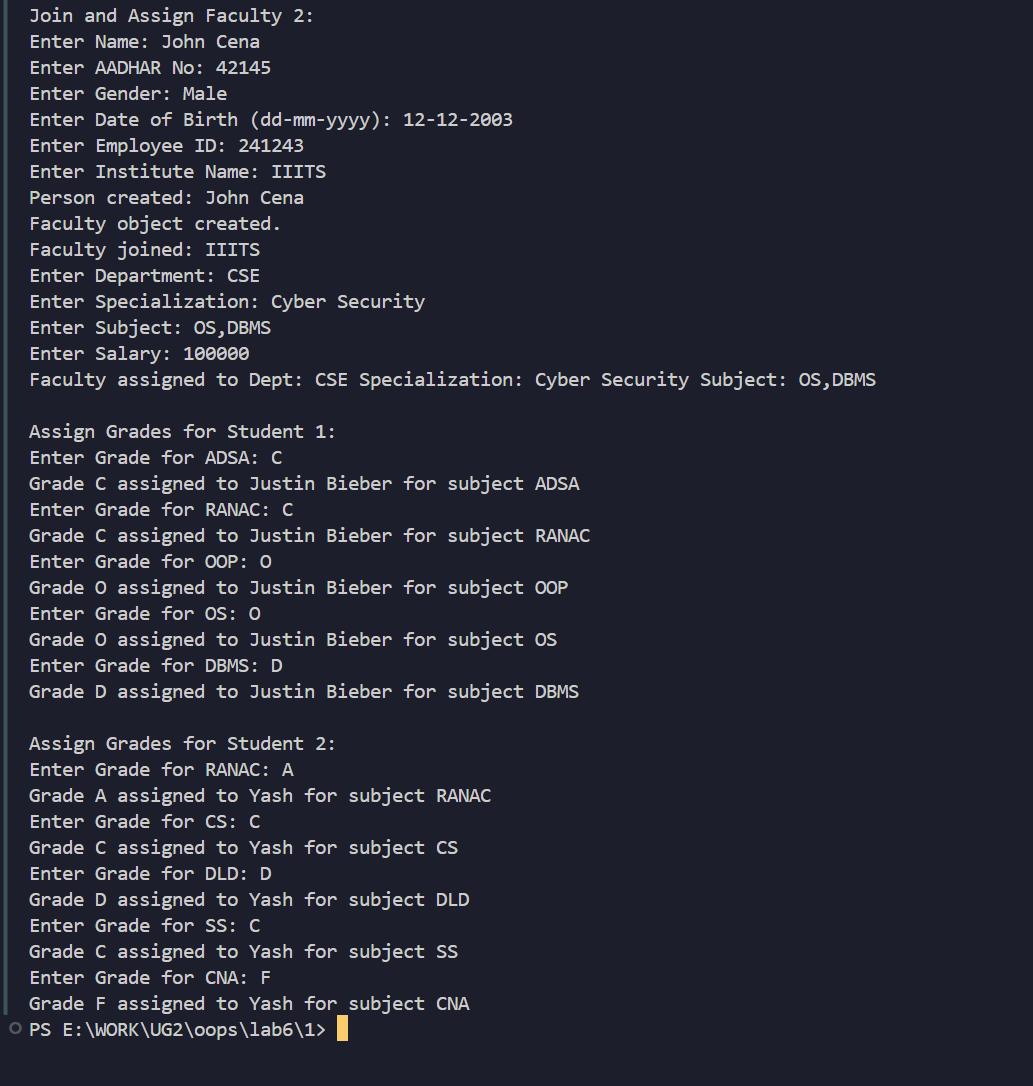 Join and Assign Faculty 2:
Enter Name: John Cena
Enter AADHAR No: 42145
Enter Gender: Male
Enter Date of Birth (dd-mm-yyyy): 12-12-2003
Enter Employee ID: 241243
Enter Institute Name: IIITS
Person created: John Cena
Faculty object created.
Faculty joined: IIITS
Enter Department: CSE
Enter Specialization: Cyber Security
Enter Subject: OS,DBMS
Enter Salary: 100000
Faculty assigned to Dept: CSE Specialization: Cyber Security Subject: OS,DBMS

Assign Grades for Student 1:
Enter Grade for ADSA: C
Grade C assigned to Justin Bieber for subject ADSA
Enter Grade for RANAC: C
Grade C assigned to Justin Bieber for subject RANAC
Enter Grade for OOP: O
Grade O assigned to Justin Bieber for subject OOP
Enter Grade for OS: O
Grade O assigned to Justin Bieber for subject OS
Enter Grade for DBMS: D
Grade D assigned to Justin Bieber for subject DBMS

Assign Grades for Student 2:
Enter Grade for RANAC: A
Grade A assigned to Yash for subject RANAC
Enter Grade for CS: C
Grade C assigned to Yash for subject CS
Enter Grade for DLD: D
Grade D assigned to Yash for subject DLD
Enter Grade for SS: C
Grade C assigned to Yash for subject SS
Enter Grade for CNA: F
Grade F assigned to Yash for subject CNA
PS E:\WORK\UG2\oops\lab6\1>